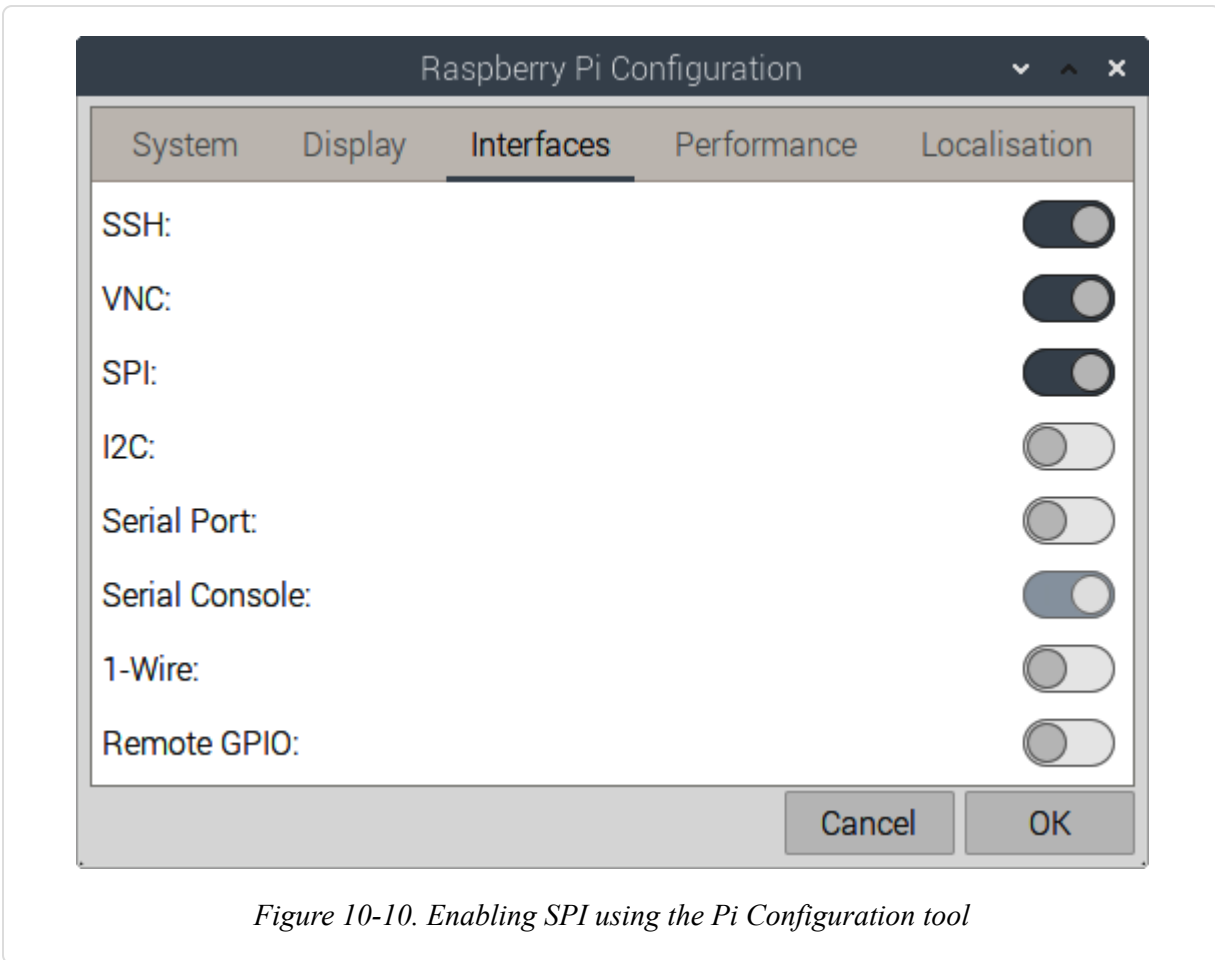 Raspberry Pi Configuration
System Display Interfaces Performance Localisation
SSH:
VNC:
SPI:
I2C:
Serial Port:
Serial Console:
1-Wire:
Remote GPIO:
Cancel OK
Figure 10-10. Enabling SPI using the Pi Configuration tool